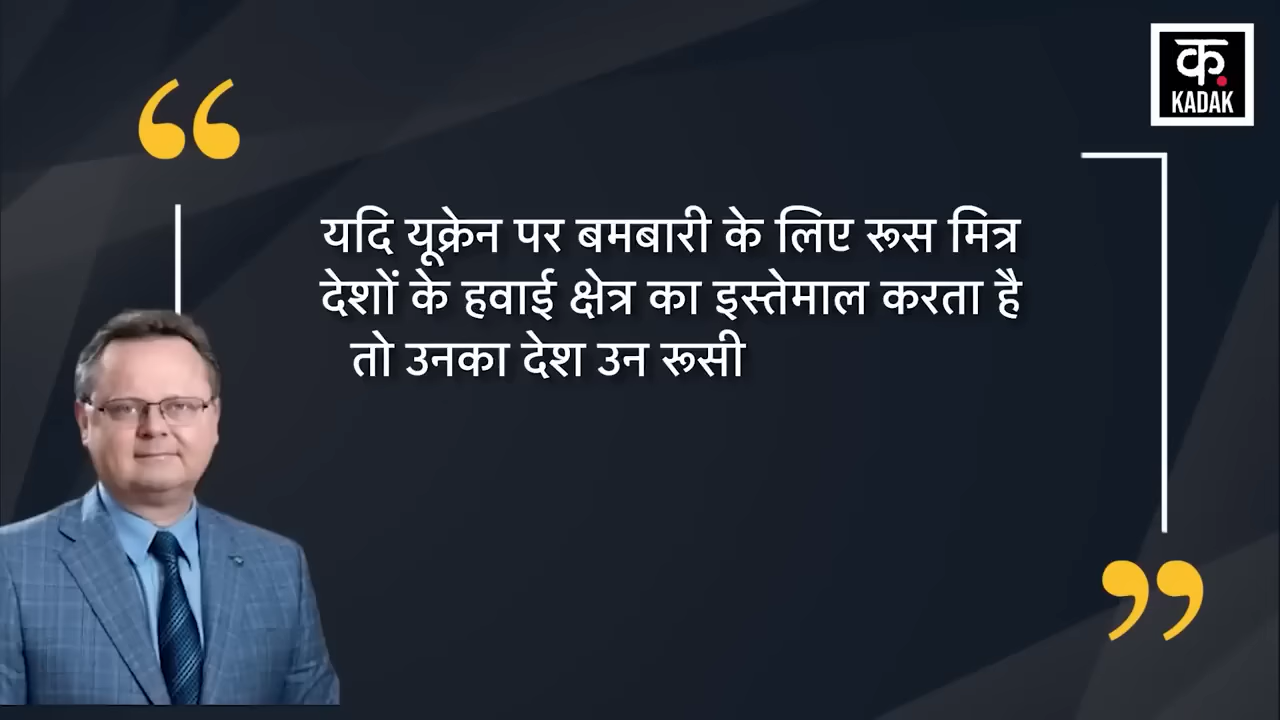 क.
KADAK
यदि यूक्रेन पर बमबारी के लिए रूस मित्र
देशों के हवाई क्षेत्र का इस्तेमाल करता है
तो उनका देश उन रूसी